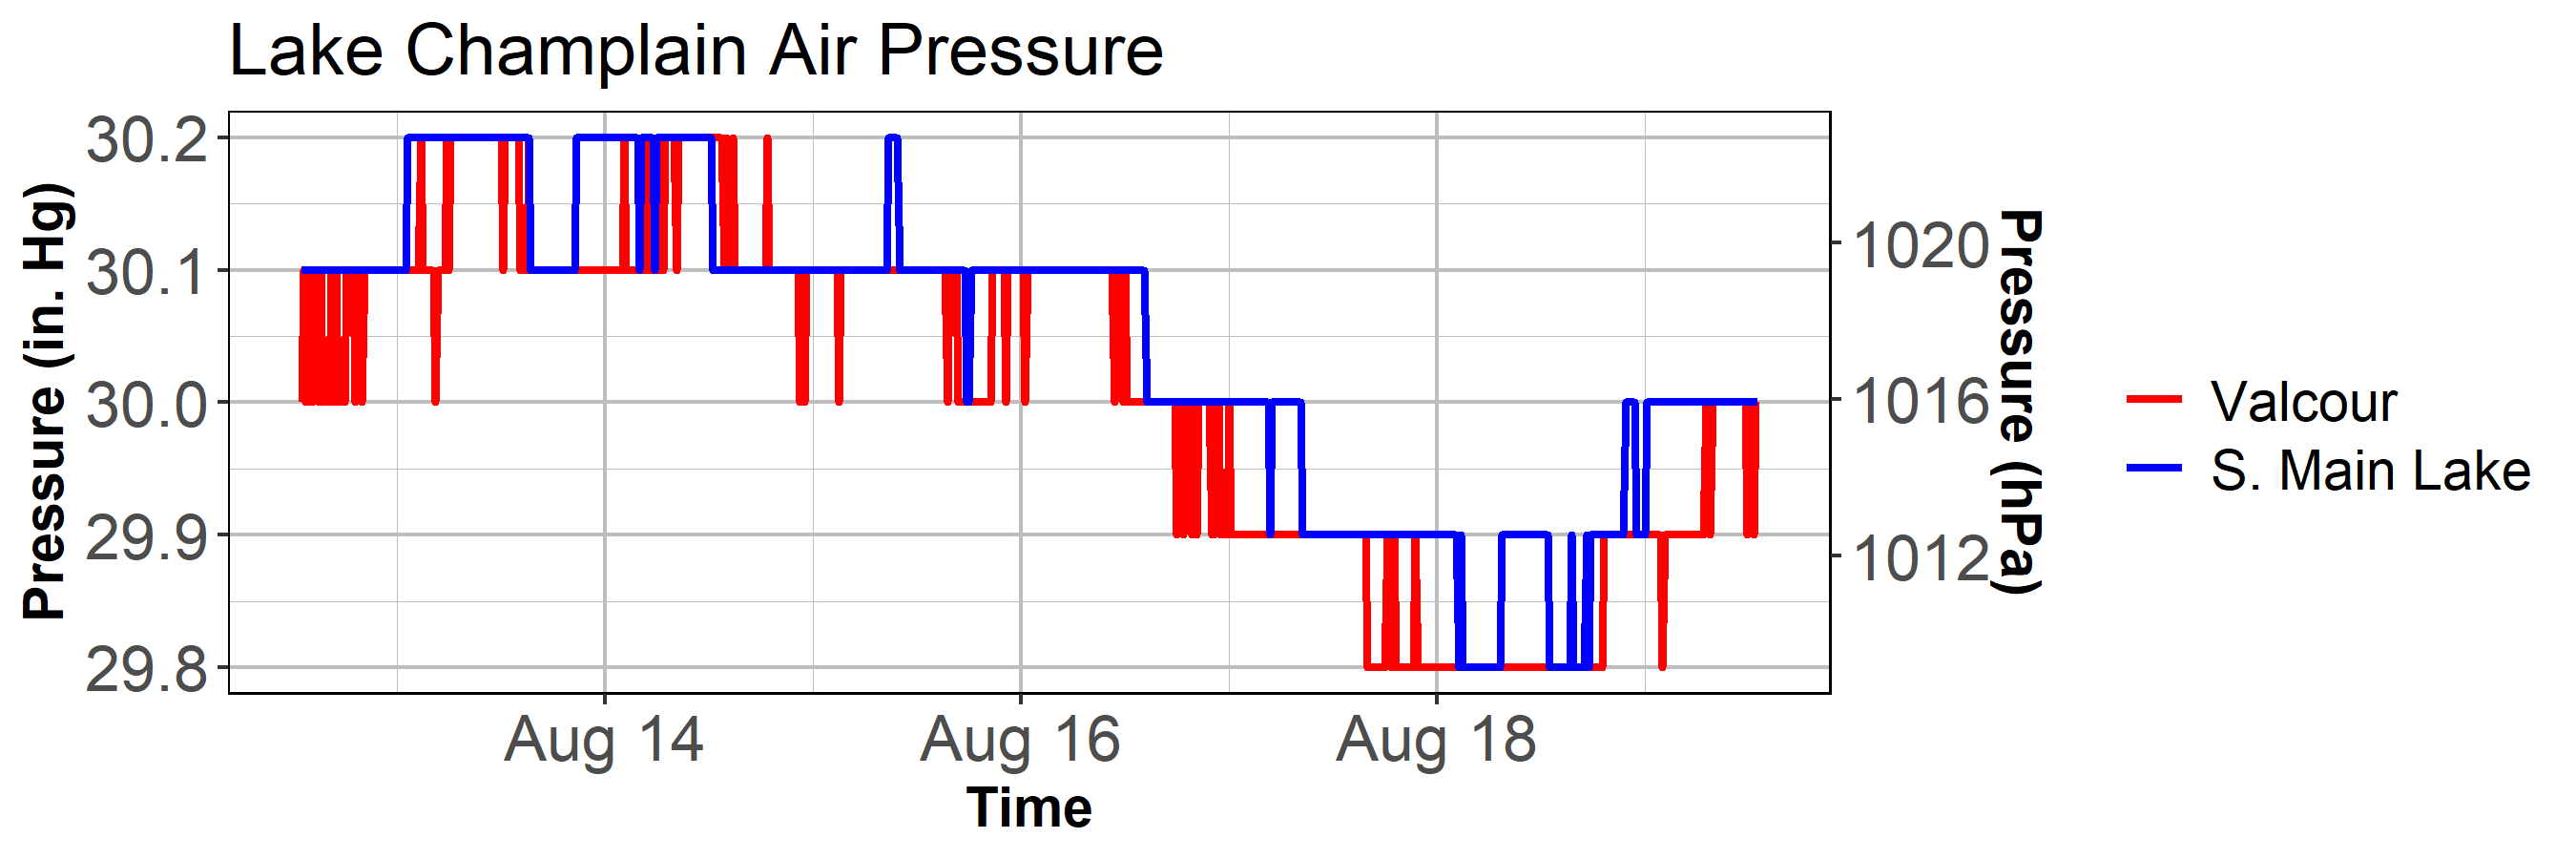 Lake Champlain Air Pressure
30.2
30.1
30.0
29.9
29.8
Pressure (in. Hg)
1020
1016
1012
Pressure (hPa)
Aug 14
Aug 16
Aug 18
Time
Valcour
S. Main Lake